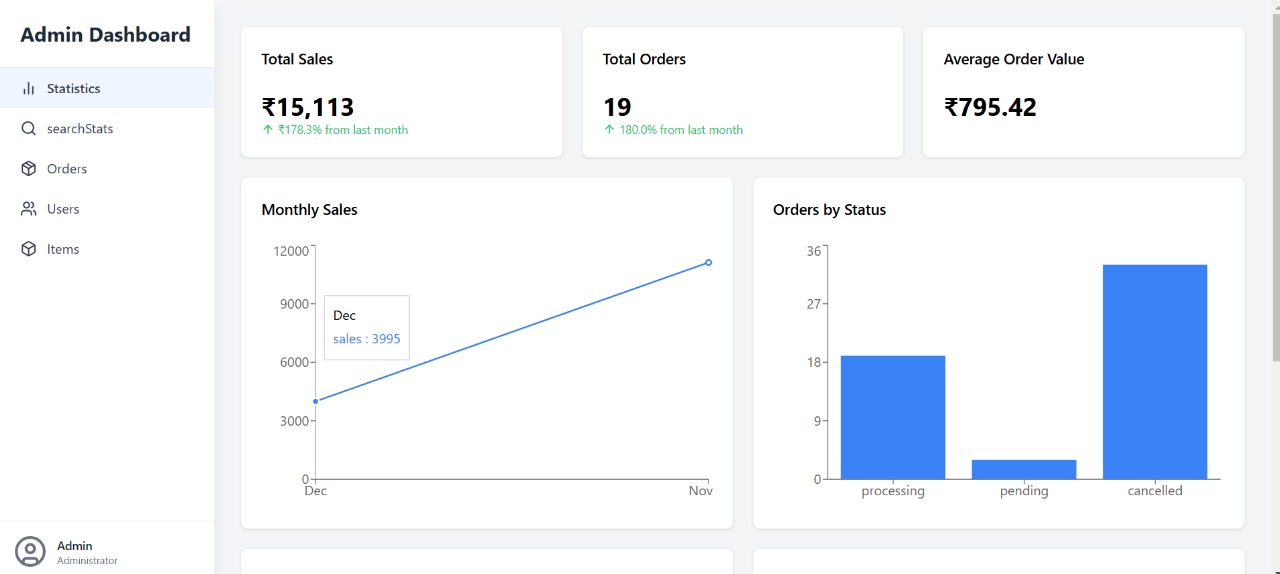 Admin Dashboard
Statistics
searchStats
Orders
Users
Items
Admin
Administrator
Total Sales
₹15,113
↑ ₹178.3% from last month
Total Orders
19
↑ 180.0% from last month
Average Order Value
₹795.42
Monthly Sales
12000
9000
6000
3000
0
Dec
sales : 3995
Dec
Nov
Orders by Status
36
27
18
9
0
processing
pending
cancelled